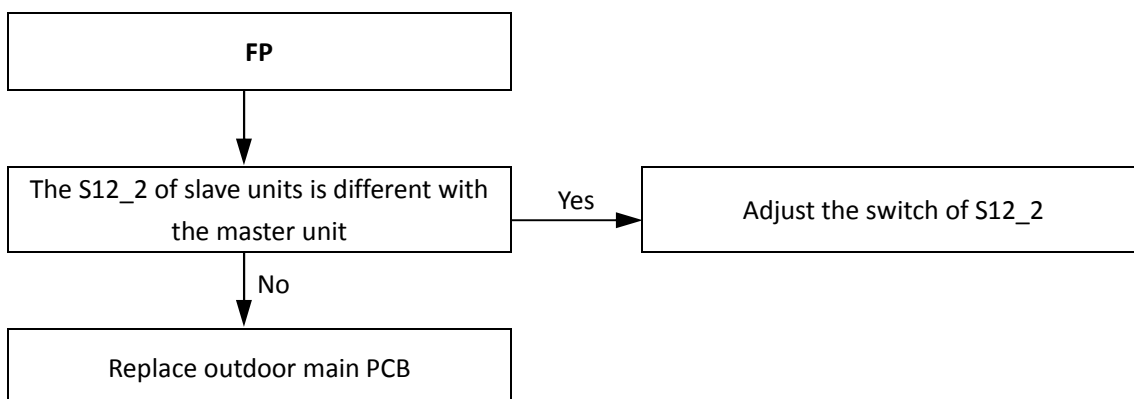 FP
The S12_2 of slave units is different with
the master unit
Yes
Adjust the switch of S12_2
No
Replace outdoor main PCB